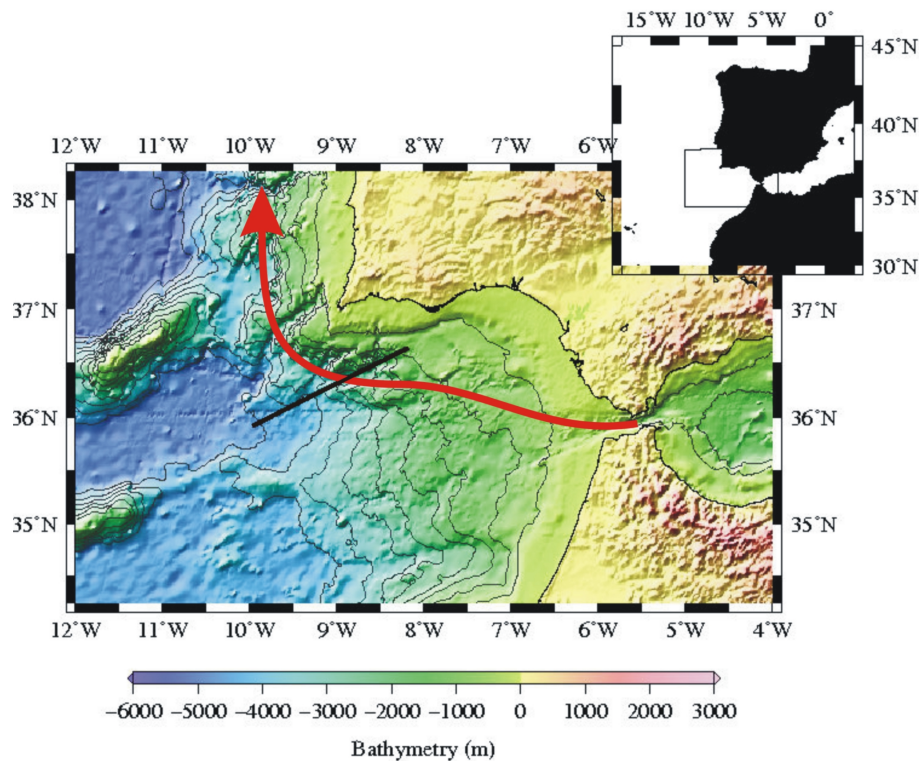 15°W 10°W 5°W 0°
45°N
40°N
35°N
30°N
12°W 11°W 10°W 9°W 8°W 7°W 6°W
38°N
37°N 37°N
36°N 36°N
35°N 35°N
12°W 11°W 10°W 9°W 8°W 7°W 6°W 5°W 4°W
−6000 −5000 −4000 −3000 −2000 −1000 0 1000 2000 3000
Bathymetry (m)